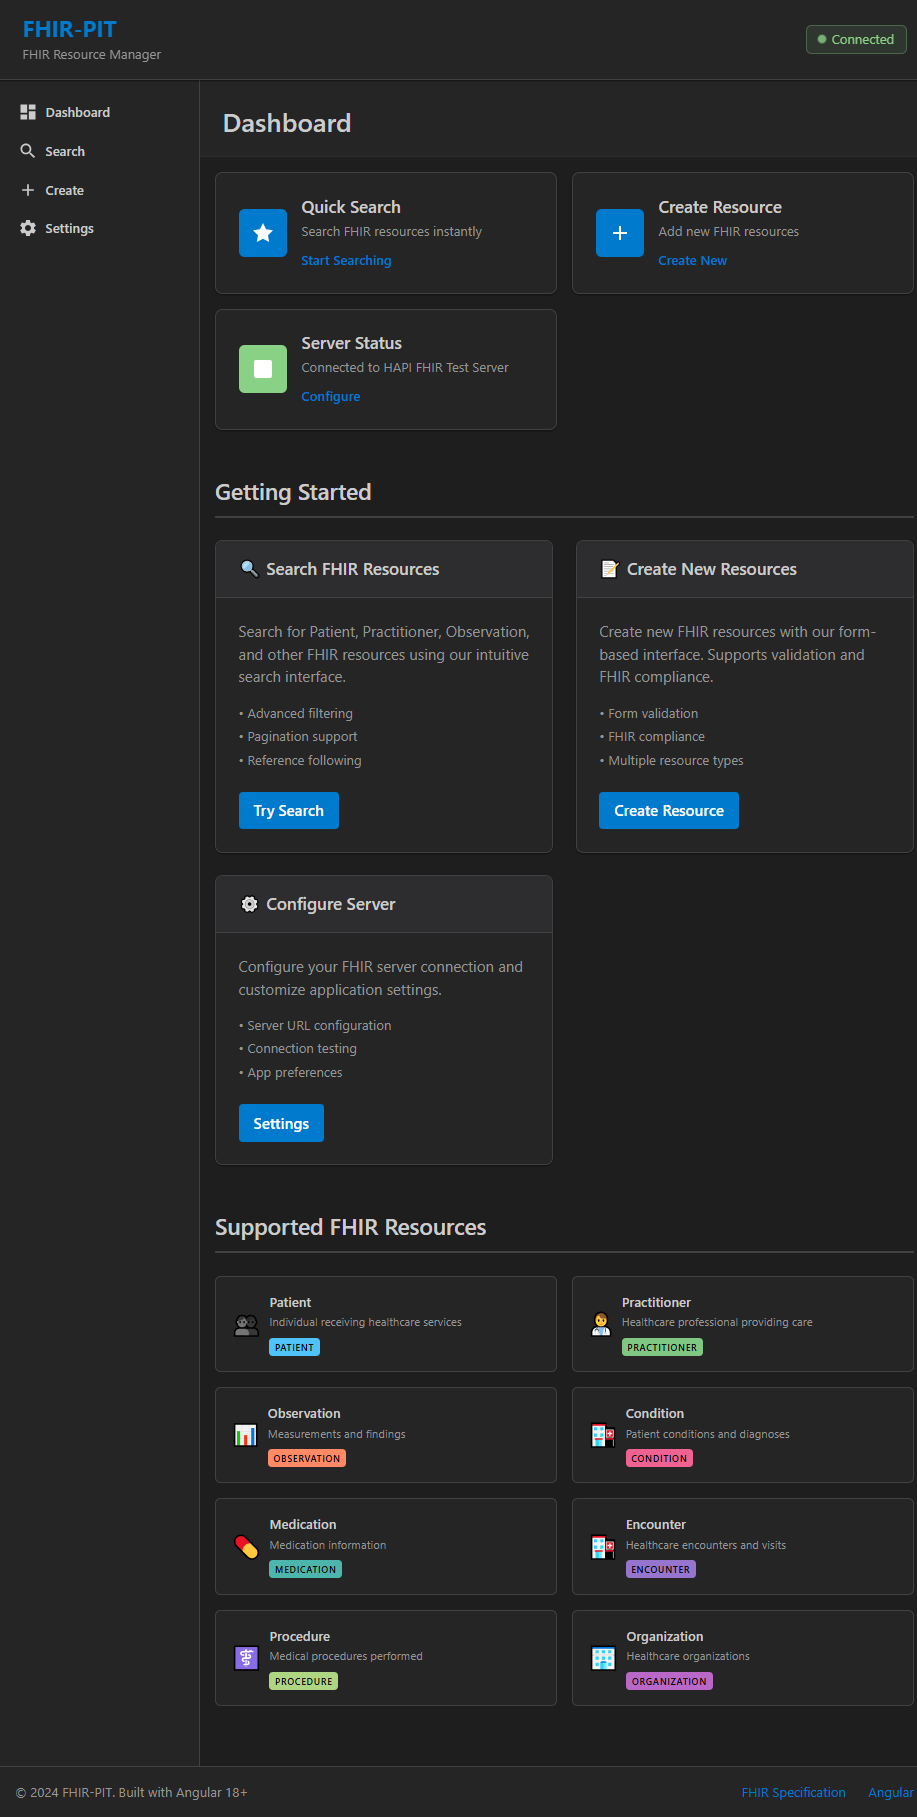 FHIR-PIT
FHIR Resource Manager
Connected
Dashboard
Search
Create
Settings
Dashboard
Quick Search
Search FHIR resources instantly
Start Searching
Create Resource
Add new FHIR resources
Create New
Server Status
Connected to HAPI FHIR Test Server
Configure
Getting Started
Search FHIR Resources
Search for Patient, Practitioner, Observation,
and other FHIR resources using our intuitive
search interface.
• Advanced filtering
• Pagination support
• Reference following
Try Search
Create New Resources
Create new FHIR resources with our form-
based interface. Supports validation and
FHIR compliance.
• Form validation
• FHIR compliance
• Multiple resource types
Create Resource
Configure Server
Configure your FHIR server connection and
customize application settings.
• Server URL configuration
• Connection testing
• App preferences
Settings
Supported FHIR Resources
Patient
Individual receiving healthcare services
PATIENT
Practitioner
Healthcare professional providing care
PRACTITIONER
Observation
Measurements and findings
OBSERVATION
Condition
Patient conditions and diagnoses
CONDITION
Medication
Medication information
MEDICATION
Encounter
Healthcare encounters and visits
ENCOUNTER
Procedure
Medical procedures performed
PROCEDURE
Organization
Healthcare organizations
ORGANIZATION
© 2024 FHIR-PIT. Built with Angular 18+
FHIR Specification
Angular